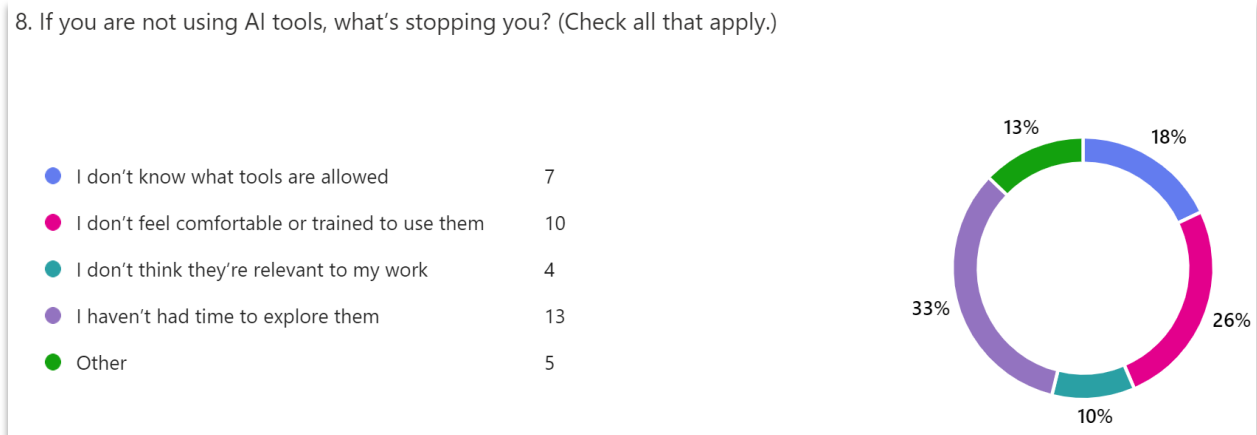 8. If you are not using AI tools, what’s stopping you? (Check all that apply.)
I don’t know what tools are allowed 7
I don’t feel comfortable or trained to use them 10
I don’t think they’re relevant to my work 4
I haven’t had time to explore them 13
Other 5
13%
18%
33%
26%
10%